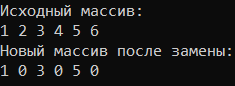 Исходный массив:
1 2 3 4 5 6
Новый массив после замены:
1 0 3 0 5 0